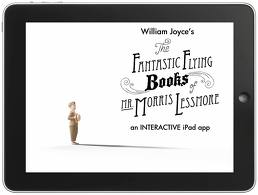 William Joyce's
The
FANTASTIC FLYING
BOOKS
OF
MR. MORRIS LESSMORE
an INTERACTIVE iPad app